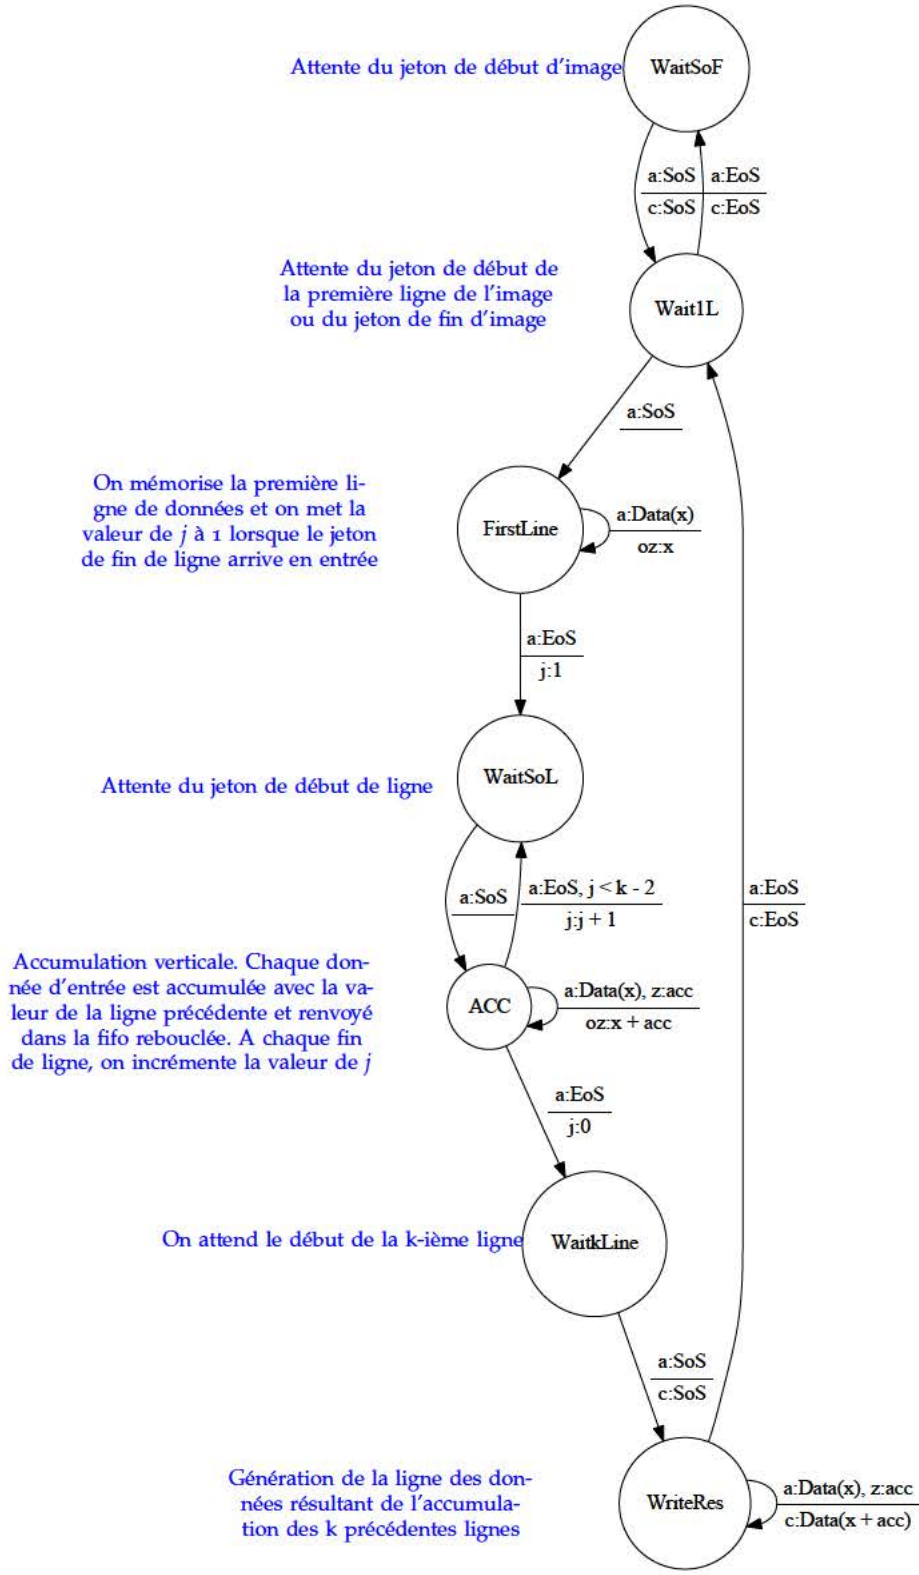 Attente du jeton de début d'image
WaitSoF
a:SoS
c:SoS
a:EoS
c:EoS
Attente du jeton de début de
la première ligne de l'image
ou du jeton de fin d'image
Wait1L
a:SoS
On mémorise la première li-
gne de données et on met la
valeur de j à 1 lorsque le jeton
de fin de ligne arrive en entrée
FirstLine
a:Data(x)
oz:x
a:EoS
j:1
Attente du jeton de début de ligne
WaitSoL
a:SoS
a:EoS, j < k - 2
j:j + 1
a:EoS
c:EoS
Accumulation verticale. Chaque don-
née d'entrée est accumulée avec la va-
leur de la ligne précédente et renvoyé
dans la fifo rebouclée. A chaque fin
de ligne, on incrémente la valeur de j
ACC
a:Data(x), z:acc
oz:x + acc
a:EoS
j:0
On attend le début de la k-ième ligne
WaitkLine
a:SoS
c:SoS
Génération de la ligne des don-
nées résultant de l'accumula-
tion des k précédentes lignes
WriteRes
a:Data(x), z:acc
c:Data(x + acc)